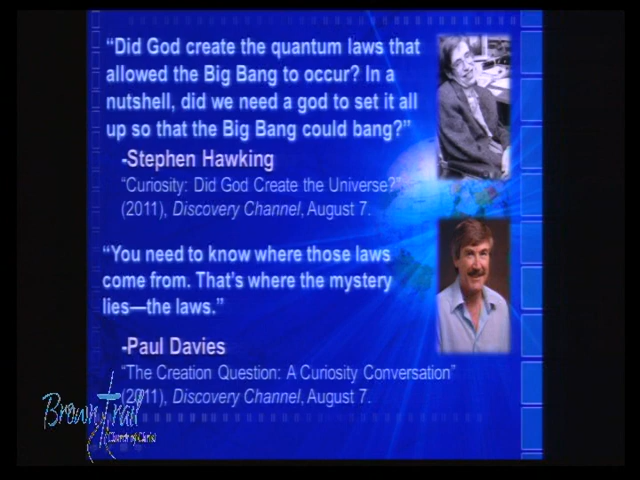 “Did God create the quantum laws that
allowed the Big Bang to occur? In a
nutshell, did we need a god to set it all
up so that the Big Bang could bang?”
-Stephen Hawking
“Curiosity: Did God Create the Universe?”
(2011), Discovery Channel, August 7.
“You need to know where those laws
come from. That’s where the mystery
lies—the laws.”
-Paul Davies
“The Creation Question: A Curiosity Conversation”
(2011), Discovery Channel, August 7.
Brown Trail
Church of Christ